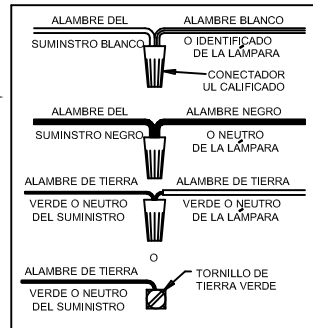 ALAMBRE DEL ALAMBRE BLANCO
SUMINSTRO BLANCO O IDENTIFICADO
DE LA LÁMPARA
CONECTADOR
UL CALIFICADO
ALAMBRE DEL ALAMBRE NEGRO
SUMINSTRO NEGRO O NEUTRO
DE LA LÁMPARA
ALAMBRE DE TIERRA ALAMBRE DE TIERRA
VERDE O NEUTRO VERDE O NEUTRO
DEL SUMINISTRO DE LA LÁMPARA
O
ALAMBRE DE TIERRA TORNILLO DE
TIERRA VERDE
VERDE O NEUTRO
DEL SUMINISTRO